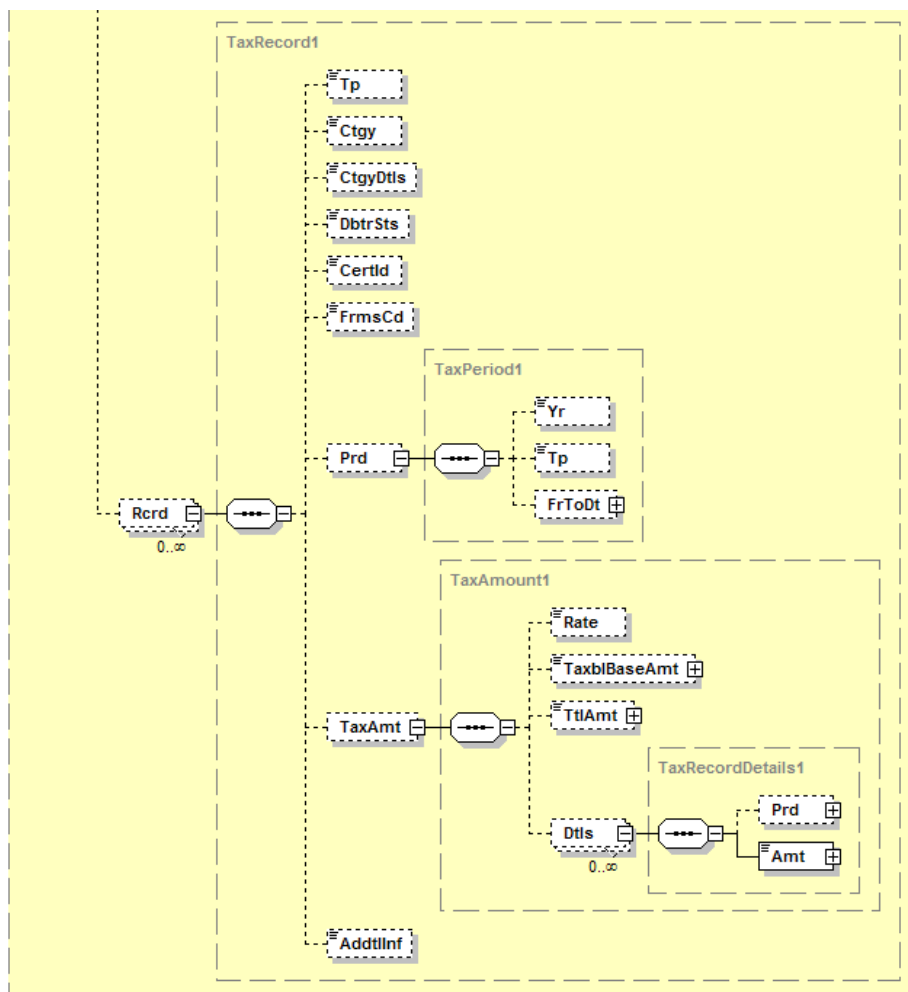 TaxRecord1
Tp
Ctgy
CtgyDtls
DbtrSts
CertId
FrmsCd
TaxPeriod1
Yr
Prd
Tp
FrToDt
Rcrd
0..∞
TaxAmount1
Rate
TaxblBaseAmt
TtlAmt
TaxAmt
TaxRecordDetails1
Prd
Dtls
0..∞
Amt
AddtlInf